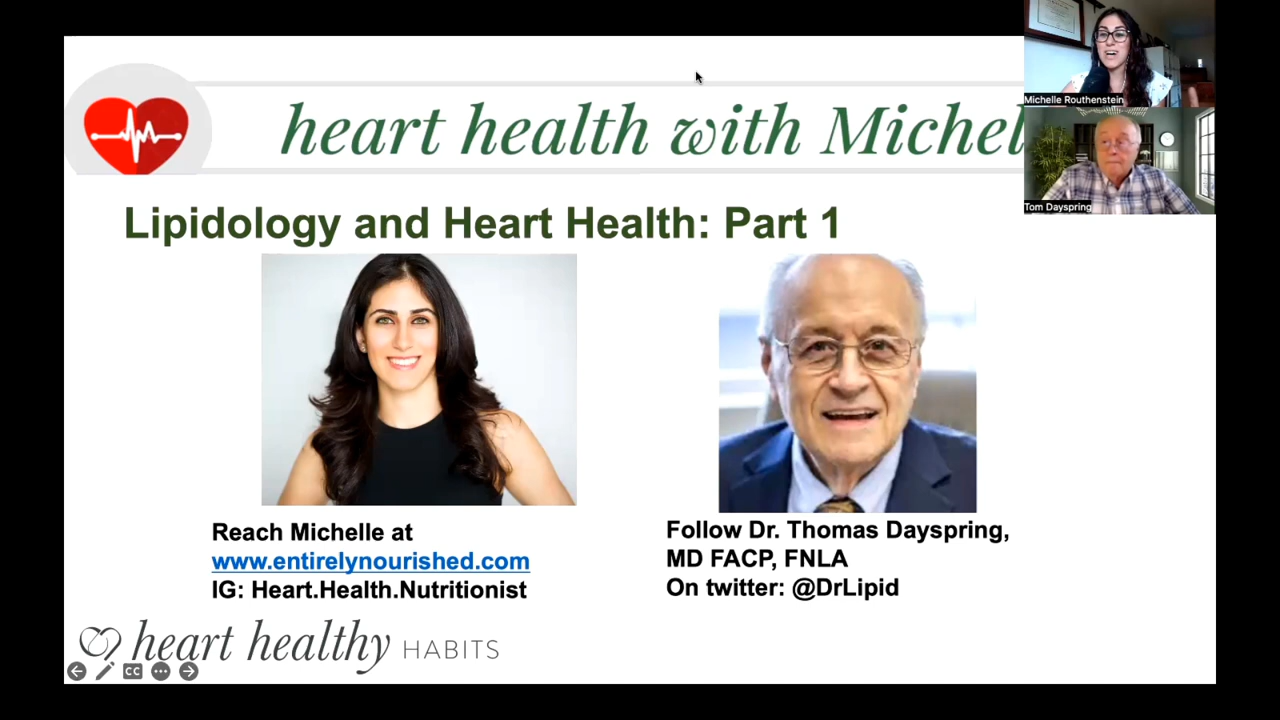 heart health with Michel
Michelle Routhenstein
Tom Dayspring
Lipidology and Heart Health: Part 1
Reach Michelle at
www.entirelynourished.com
IG: Heart.Health.Nutritionist
Follow Dr. Thomas Dayspring,
MD FACP, FNLA
On twitter: @DrLipid
heart healthy HABITS
CC